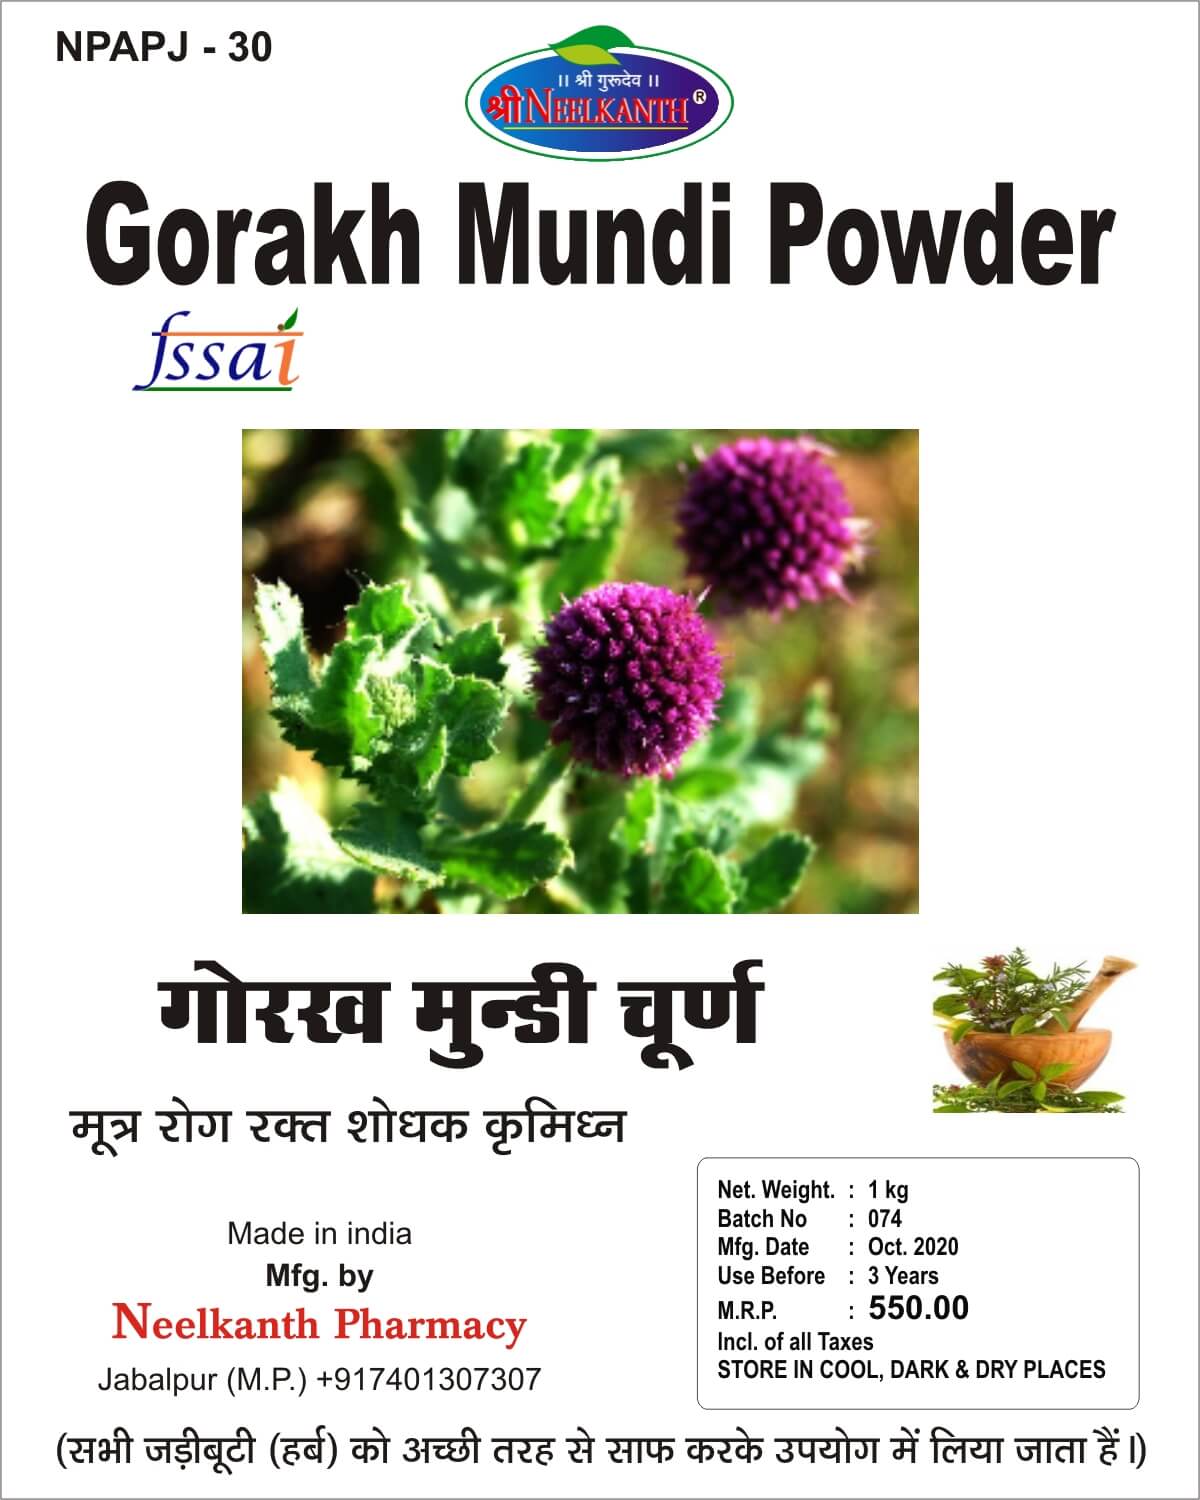 NPAPJ - 30
।। श्री गुरूदेव ।।
श्री NEELKANTH ®
Gorakh Mundi Powder
fssai
गोरख मुन्डी चूर्ण
मूत्र रोग रक्त शोधक कृमिध्न
Net. Weight. : 1 kg
Batch No : 074
Mfg. Date : Oct. 2020
Use Before : 3 Years
M.R.P. : 550.00
Incl. of all Taxes
STORE IN COOL, DARK & DRY PLACES
Made in india
Mfg. by
Neelkanth Pharmacy
Jabalpur (M.P.) +917401307307
(सभी जड़ीबूटी (हर्ब) को अच्छी तरह से साफ करके उपयोग में लिया जाता हैं।)